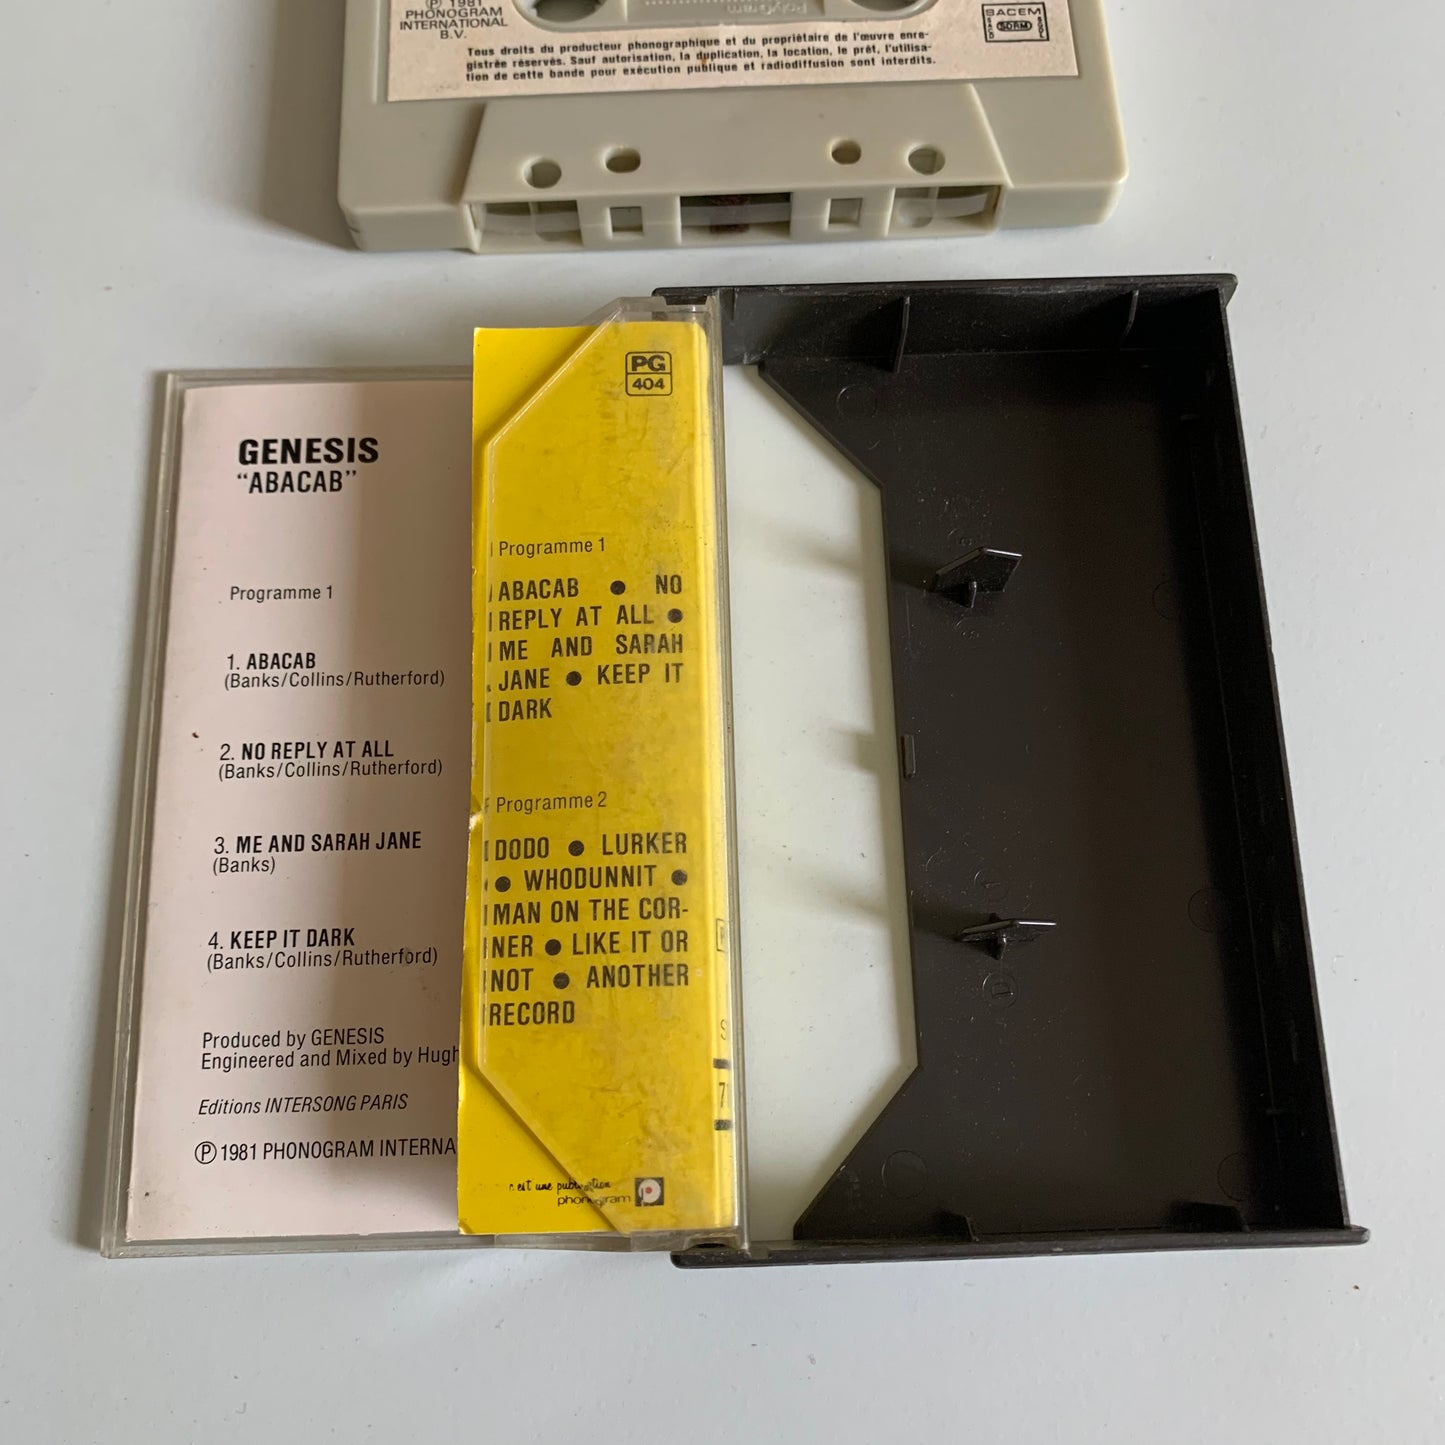 ℗ 1981
PHONOGRAM
INTERNATIONAL
B.V.
Tous droits du producteur phonographique et du propriétaire de l'œuvre enre-
gistrée réservés. Sauf autorisation, la duplication, la location, le prêt, l'utilisa-
tion de cette bande pour exécution publique et radiodiffusion sont interdits.
SACEM
SACD
SDRM
SGDL
GENESIS
"ABACAB"
Programme 1
1. ABACAB
(Banks/Collins/Rutherford)
2. NO REPLY AT ALL
(Banks/Collins/Rutherford)
3. ME AND SARAH JANE
(Banks)
4. KEEP IT DARK
(Banks/Collins/Rutherford)
Produced by GENESIS
Engineered and Mixed by Hugh
Editions INTERSONG PARIS
℗ 1981 PHONOGRAM INTERNA
PG
404
Programme 1
ABACAB ● NO
REPLY AT ALL ●
ME AND SARAH
JANE ● KEEP IT
DARK
Programme 2
DODO ● LURKER
● WHODUNNIT ●
MAN ON THE COR-
NER ● LIKE IT OR
NOT ● ANOTHER
RECORD
est une publication
phonogram
S
7